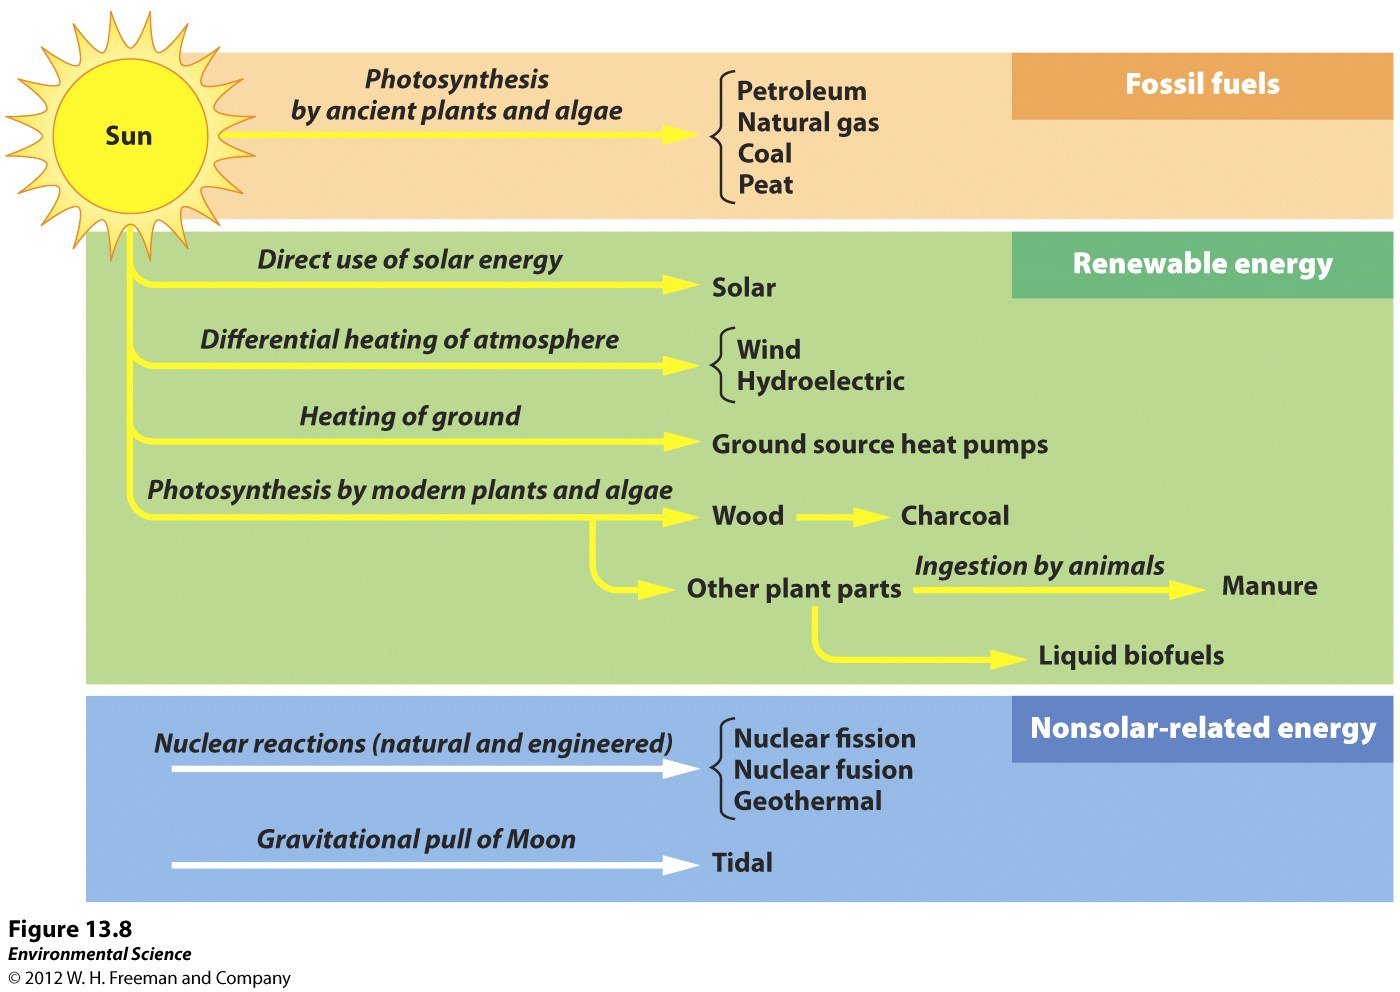 Sun
Photosynthesis
by ancient plants and algae
Petroleum
Natural gas
Coal
Peat
Fossil fuels
Direct use of solar energy
Solar
Renewable energy
Differential heating of atmosphere
Wind
Hydroelectric
Heating of ground
Ground source heat pumps
Photosynthesis by modern plants and algae
Wood
Charcoal
Other plant parts
Ingestion by animals
Manure
Liquid biofuels
Nonsolar-related energy
Nuclear reactions (natural and engineered)
Nuclear fission
Nuclear fusion
Geothermal
Gravitational pull of Moon
Tidal
Figure 13.8
Environmental Science
© 2012 W. H. Freeman and Company